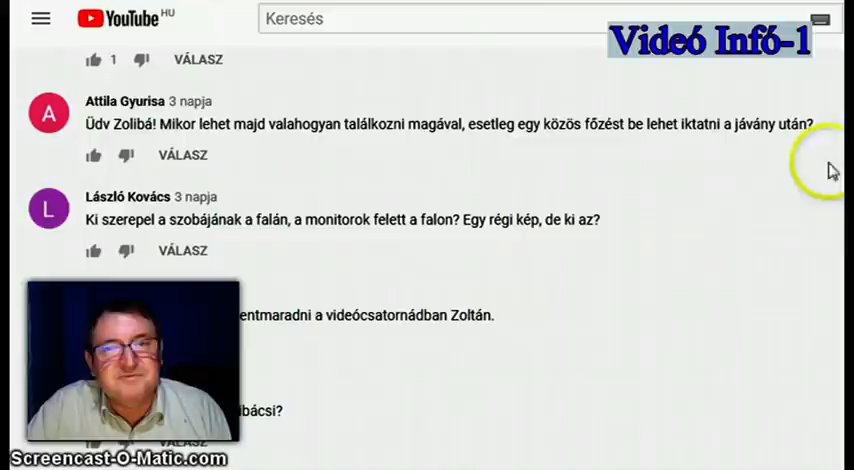 YouTube HU
Keresés
Videó Infó-1
1 VÁLASZ
A
Attila Gyurisa 3 napja
Üdv Zolibá! Mikor lehet majd valahogyan találkozni magával, esetleg egy közös főzést be lehet iktatni a jávány után?
VÁLASZ
L
László Kovács 3 napja
Ki szerepel a szobájának a falán, a monitorok felett a falon? Egy régi kép, de ki az?
VÁLASZ
entmaradni a videócsatornádban Zoltán.
ibácsi?
VÁLASZ
Screencast-O-Matic.com